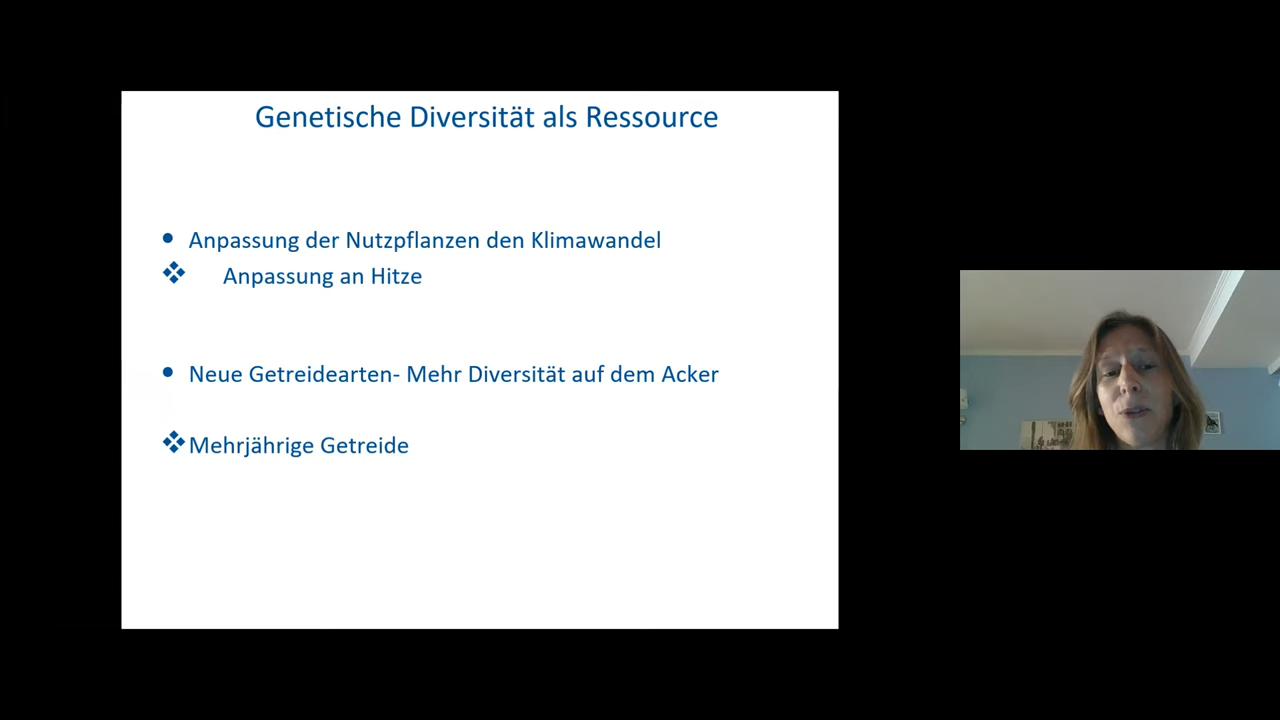 Genetische Diversität als Ressource
• Anpassung der Nutzpflanzen den Klimawandel
❖ Anpassung an Hitze
• Neue Getreidearten- Mehr Diversität auf dem Acker
❖ Mehrjährige Getreide